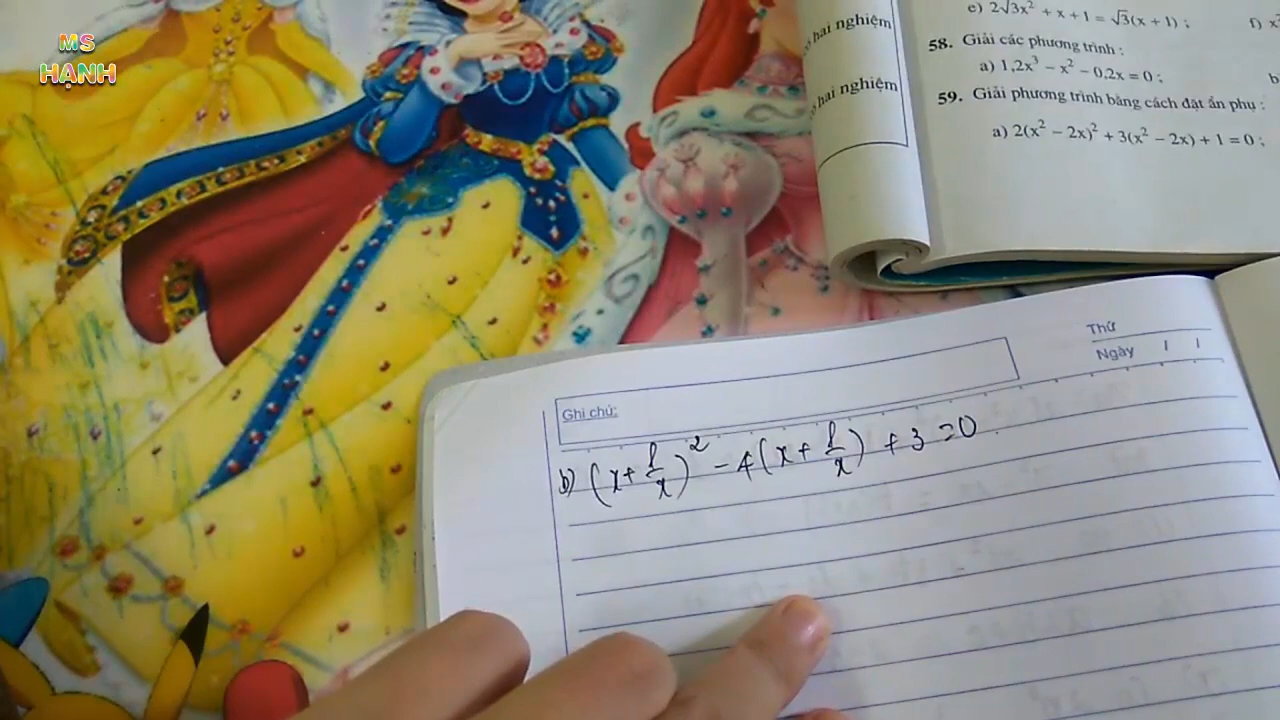 MS
HẠNH
hai nghiệm
hai nghiệm
e) 2√3x² + x + 1 = √3(x + 1) ;
f) x
58. Giải các phương trình :
a) 1,2x³ − x² − 0,2x = 0 ;
b
59. Giải phương trình bằng cách đặt ẩn phụ :
a) 2(x² − 2x)² + 3(x² − 2x) + 1 = 0 ;
Thứ
Ngày / /
Ghi chú:
b) (x + 1/x)² − 4(x + 1/x) + 3 = 0